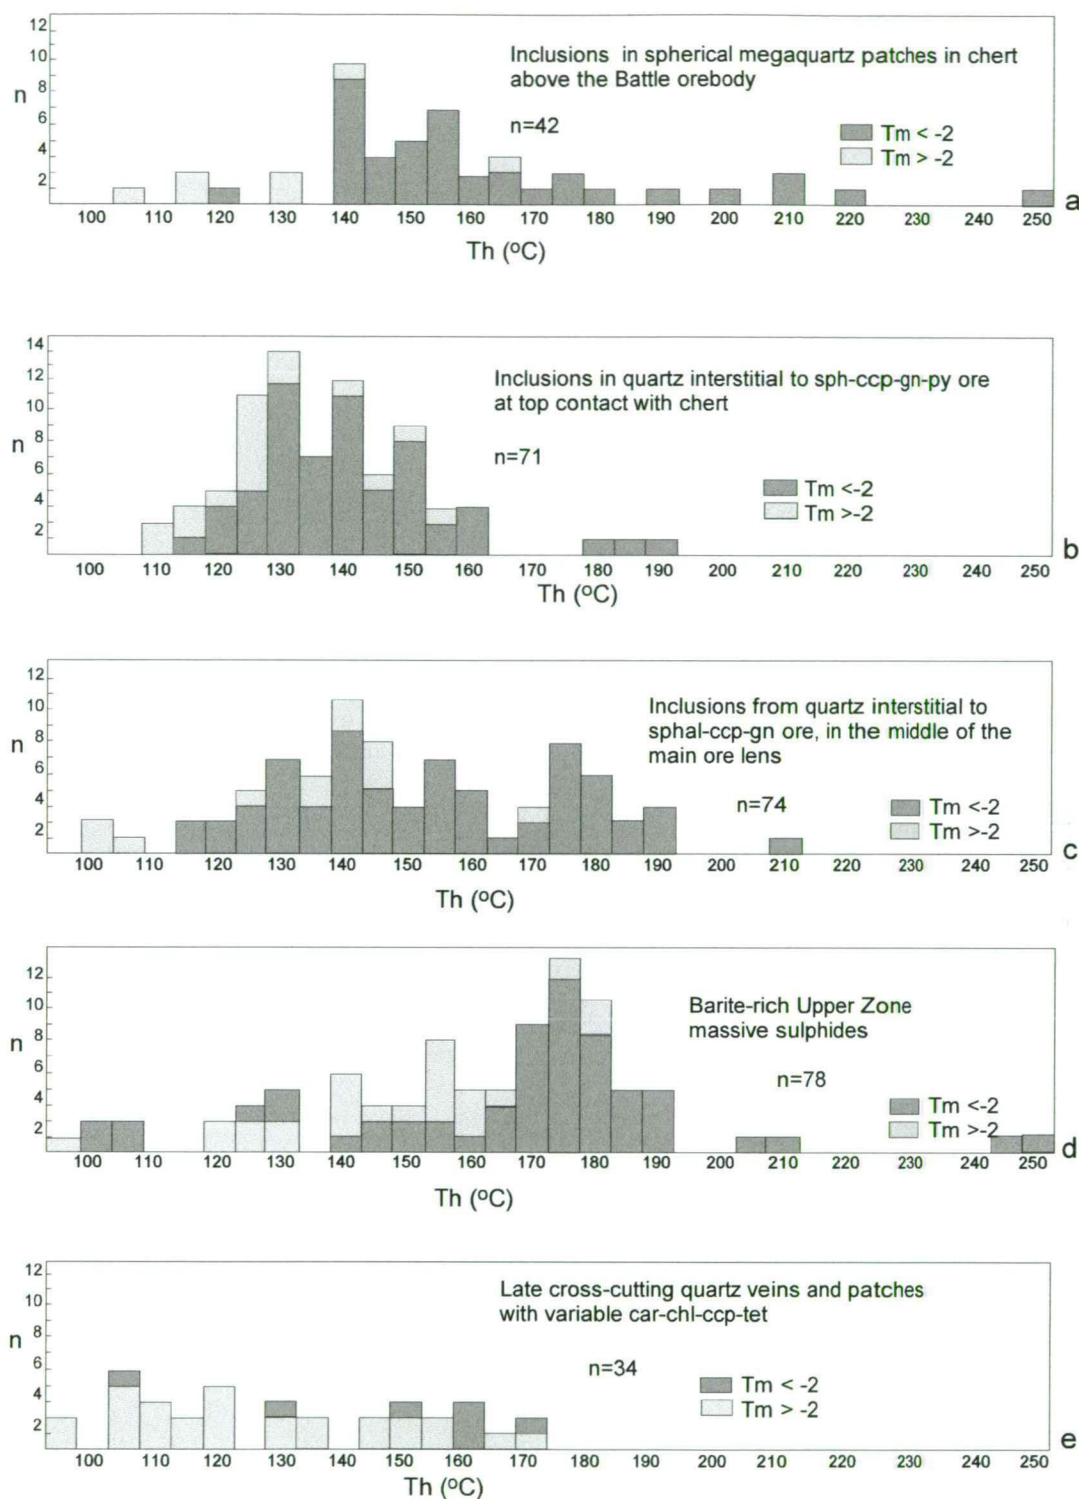 12
10
8
6
4
2
n
Inclusions in spherical megaquartz patches in chert
above the Battle orebody
n=42
Tm < -2
Tm > -2
100 110 120 130 140 150 160 170 180 190 200 210 220 230 240 250
a
Th (°C)
14
12
10
8
6
4
2
n
Inclusions in quartz interstitial to sph-ccp-gn-py ore
at top contact with chert
n=71
Tm <-2
Tm >-2
100 110 120 130 140 150 160 170 180 190 200 210 220 230 240 250
b
Th (°C)
12
10
8
6
4
2
n
Inclusions from quartz interstitial to
sphal-ccp-gn ore, in the middle of the
main ore lens
n=74
Tm <-2
Tm >-2
100 110 120 130 140 150 160 170 180 190 200 210 220 230 240 250
c
Th (°C)
12
10
8
6
4
2
n
Barite-rich Upper Zone
massive sulphides
n=78
Tm <-2
Tm >-2
100 110 120 130 140 150 160 170 180 190 200 210 220 230 240 250
d
Th (°C)
12
10
8
6
4
2
n
Late cross-cutting quartz veins and patches
with variable car-chl-ccp-tet
n=34
Tm < -2
Tm > -2
100 110 120 130 140 150 160 170 180 190 200 210 220 230 240 250
e
Th (°C)